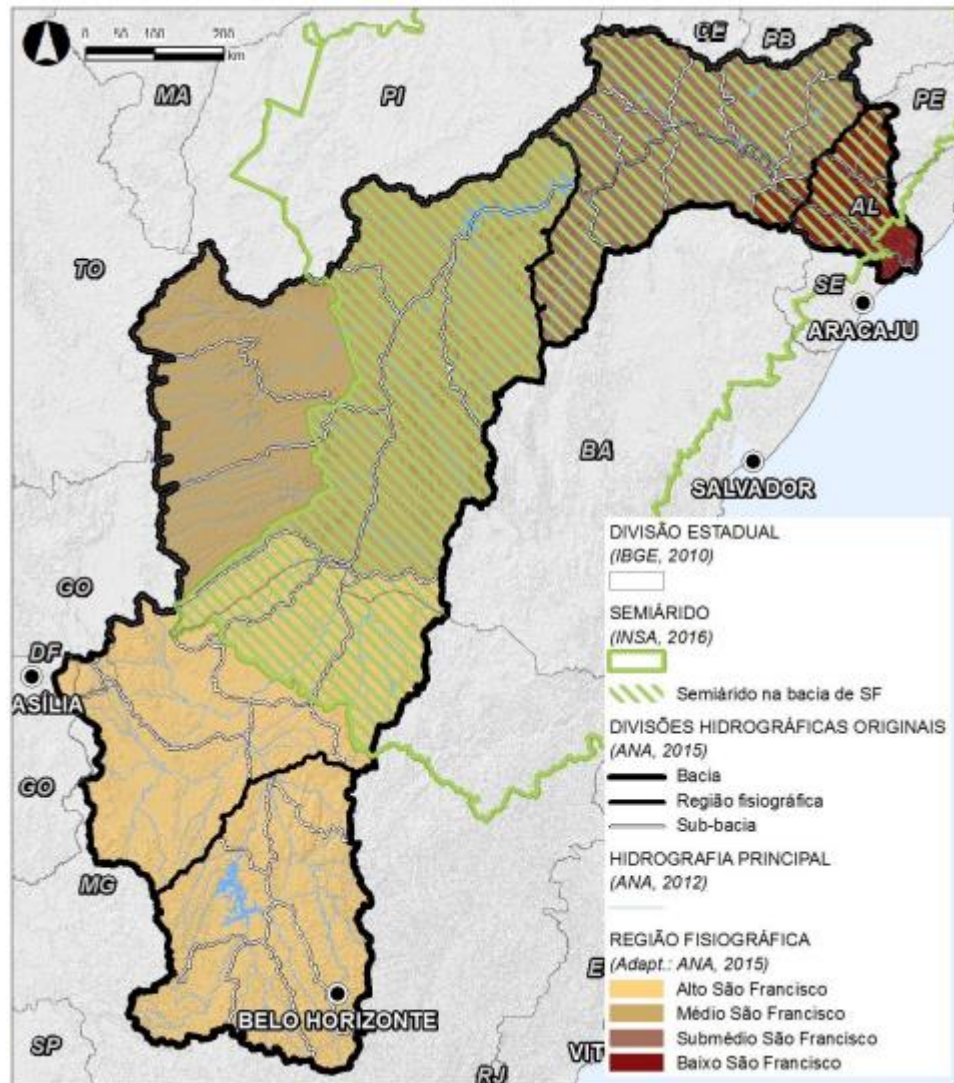 0 50 100 200
km
CE
PB
MA
PI
PE
AL
TO
SE
ARACAJU
BA
SALVADOR
GO
DF
ASÍLIA
GO
MG
BELO HORIZONTE
SP
RJ
E
VIT
DIVISÃO ESTADUAL
(IBGE, 2010)
SEMIÁRIDO
(INSA, 2016)
Semiárido na bacia de SF
DIVISÕES HIDROGRÁFICAS ORIGINAIS
(ANA, 2015)
Bacia
Região fisiográfica
Sub-bacia
HIDROGRAFIA PRINCIPAL
(ANA, 2012)
REGIÃO FISIOGRÁFICA
(Adapt.: ANA, 2015)
Alto São Francisco
Médio São Francisco
Submédio São Francisco
Baixo São Francisco